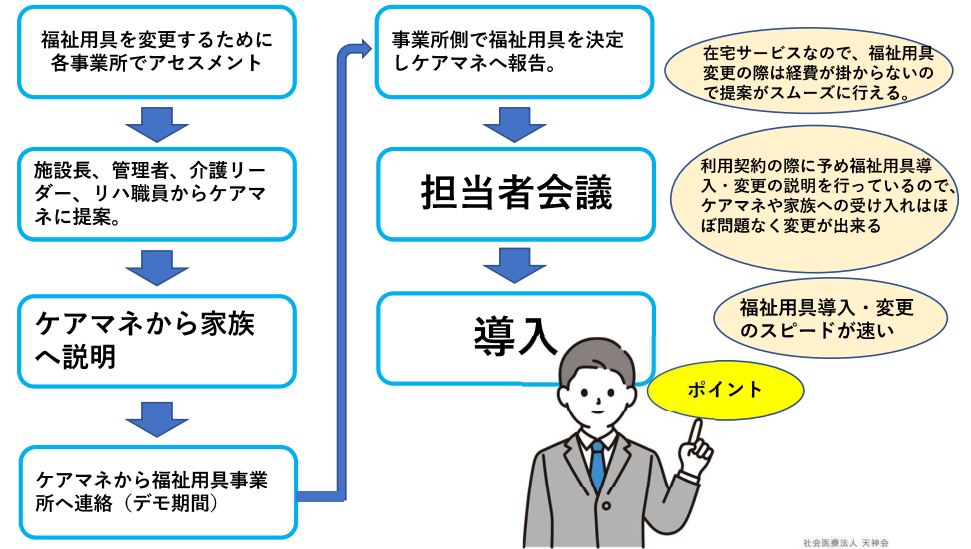 福祉用具を変更するために
各事業所でアセスメント
施設長、管理者、介護リー
ダー、リハ職員からケアマ
ネに提案。
ケアマネから家族
へ説明
ケアマネから福祉用具事業
所へ連絡（デモ期間）
事業所側で福祉用具を決定
しケアマネへ報告。
担当者会議
導入
在宅サービスなので、福祉用具
変更の際は経費が掛からないの
で提案がスムーズに行える。
利用契約の際に予め福祉用具導
入・変更の説明を行っているので、
ケアマネや家族への受け入れはほ
ぼ問題なく変更が出来る
福祉用具導入・変更
のスピードが速い
ポイント
社会医療法人 天神会